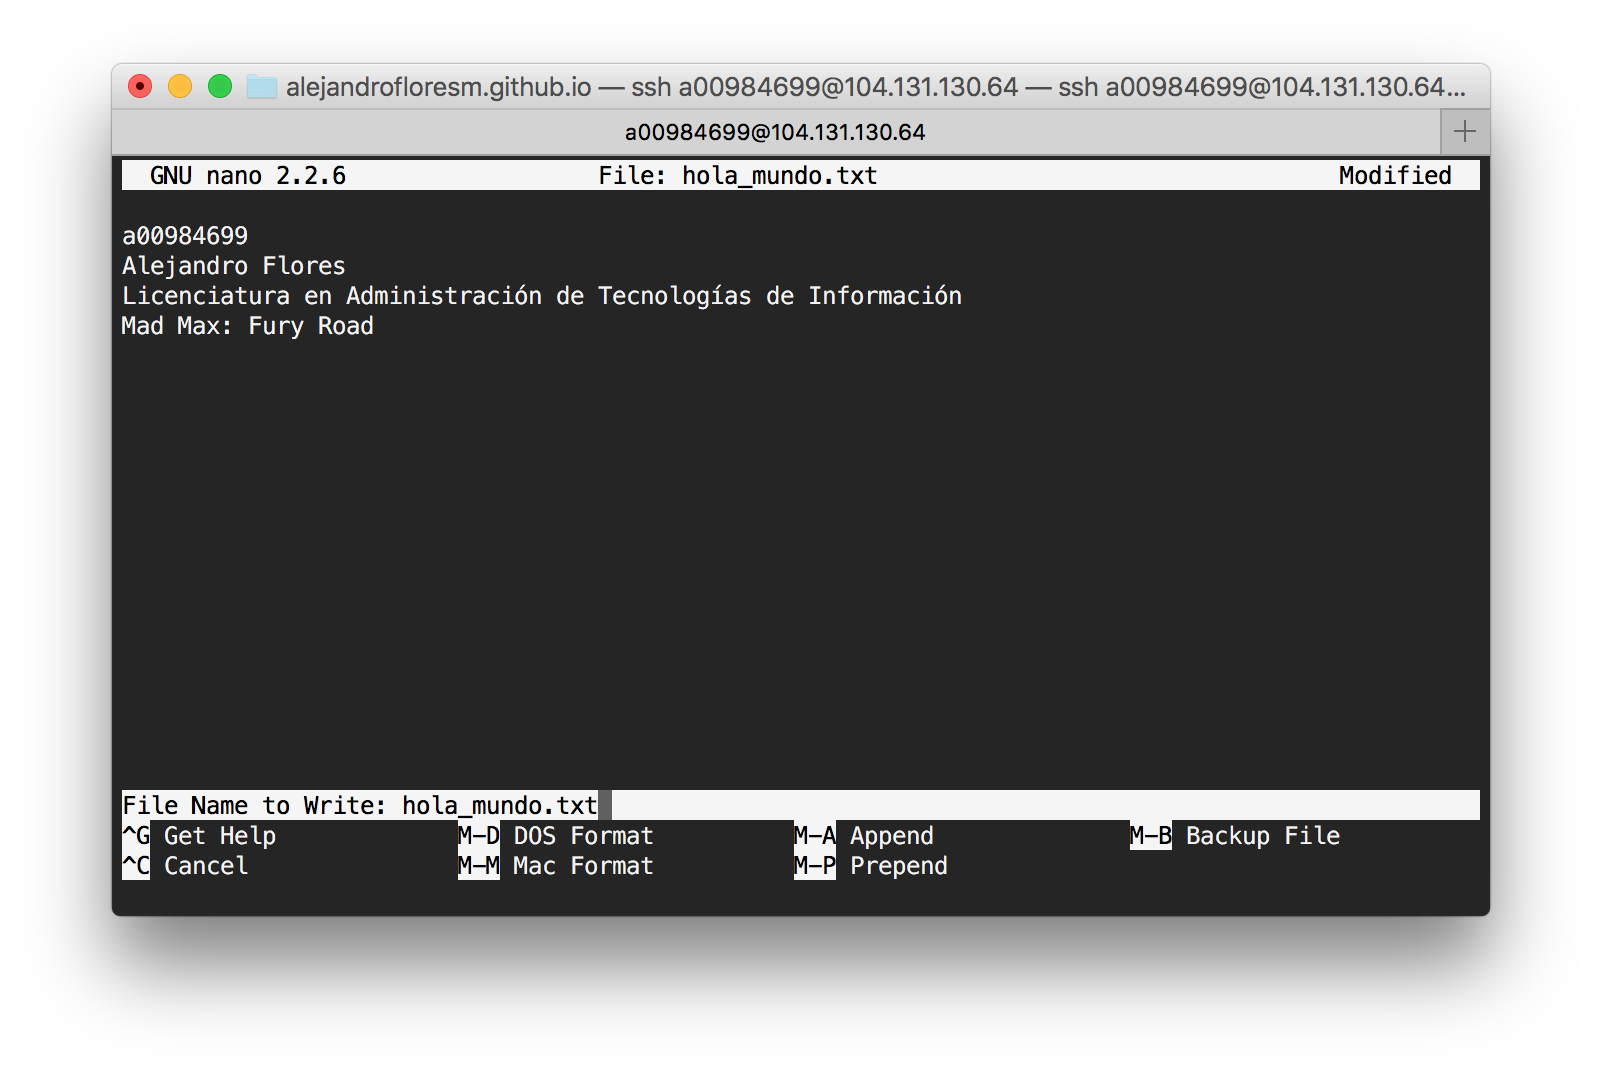 alejandrofloresm.github.io — ssh a00984699@104.131.130.64 — ssh a00984699@104.131.130.64...
a00984699@104.131.130.64
GNU nano 2.2.6 File: hola_mundo.txt Modified
a00984699
Alejandro Flores
Licenciatura en Administración de Tecnologías de Información
Mad Max: Fury Road
File Name to Write: hola_mundo.txt
^G Get Help M-D DOS Format M-A Append M-B Backup File
^C Cancel M-M Mac Format M-P Prepend